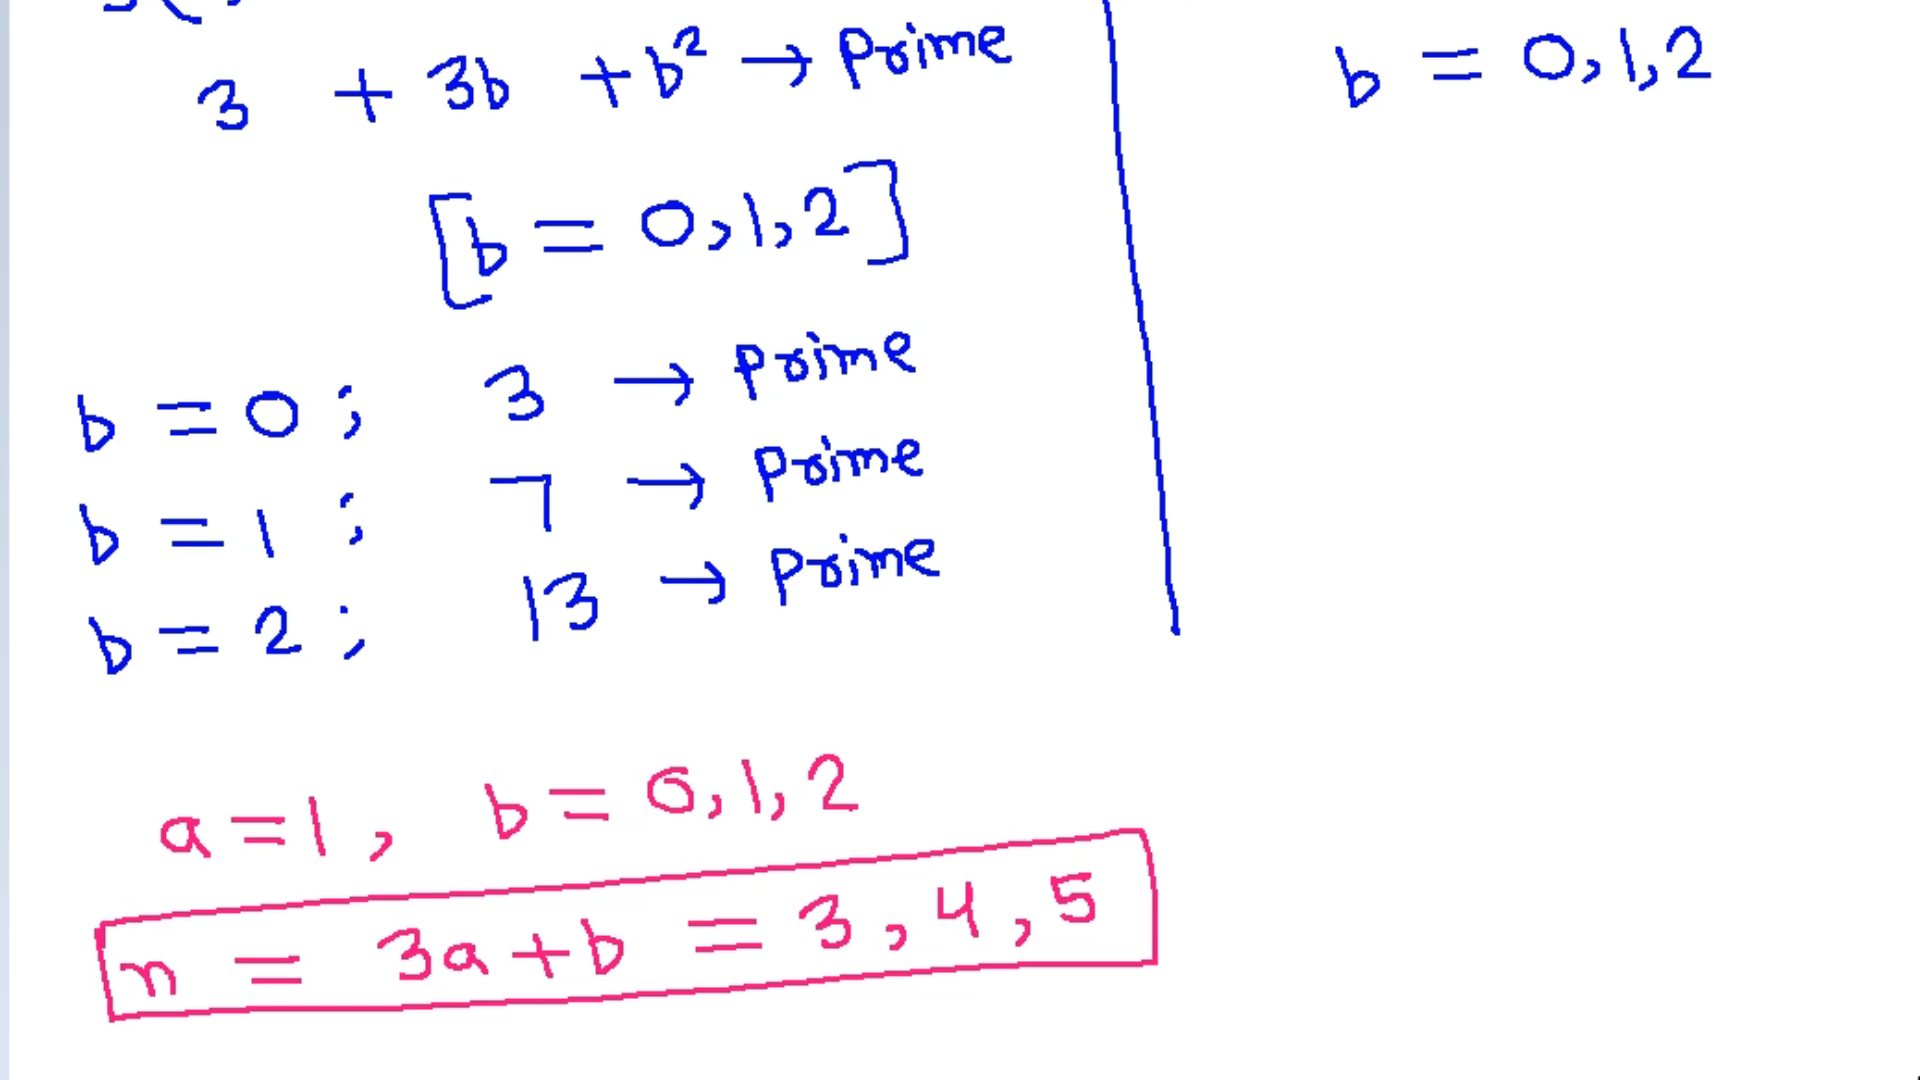 3 + 3b + b² → Prime
[b = 0,1,2]
b = 0 ; 3 → Prime
b = 1 ; 7 → Prime
b = 2 ; 13 → Prime
b = 0,1,2
a = 1 , b = 0,1,2
n = 3a + b = 3 , 4 , 5